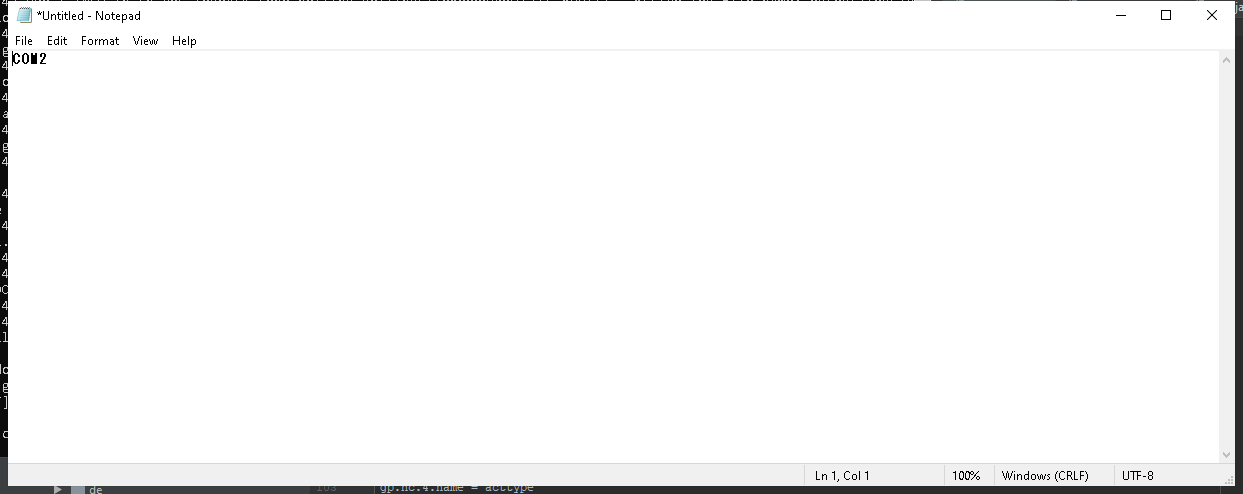 *Untitled - Notepad
File Edit Format View Help
COM2
Ln 1, Col 1 100% Windows (CRLF) UTF-8
de
gp.nc.4.name = acctype